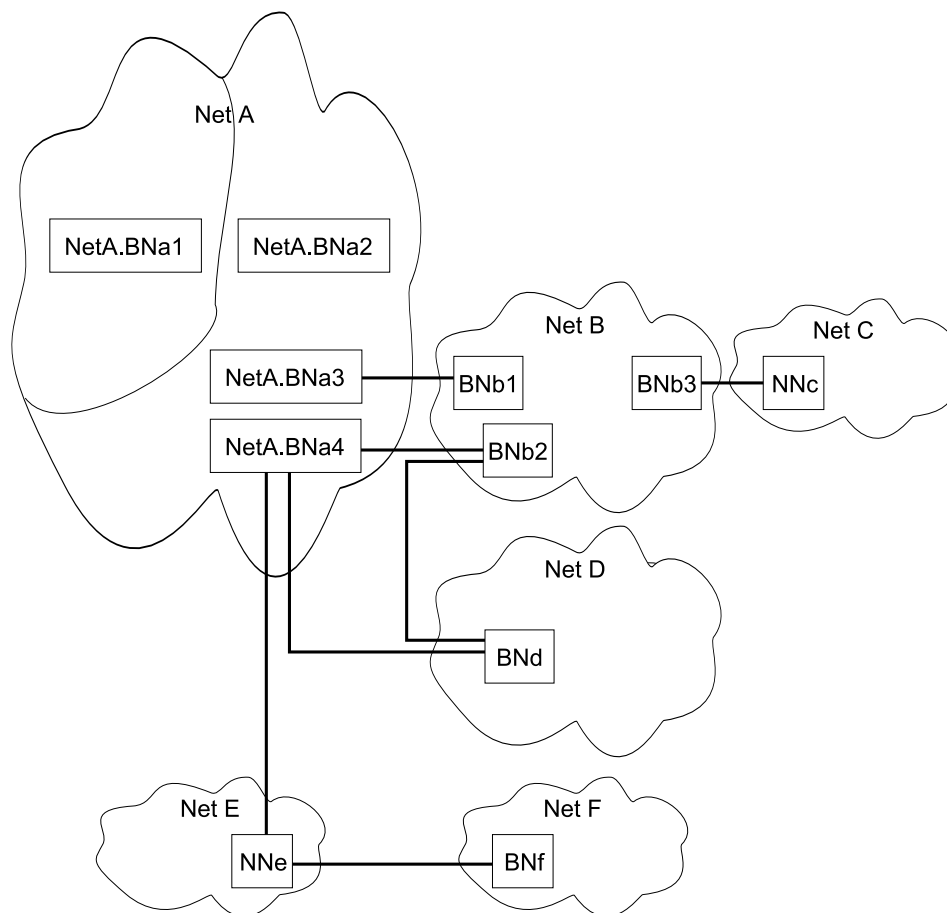 Net A
NetA.BNa1
NetA.BNa2
Net B
Net C
NetA.BNa3
BNb1
BNb3
NNc
NetA.BNa4
BNb2
Net D
BNd
Net E
Net F
NNe
BNf